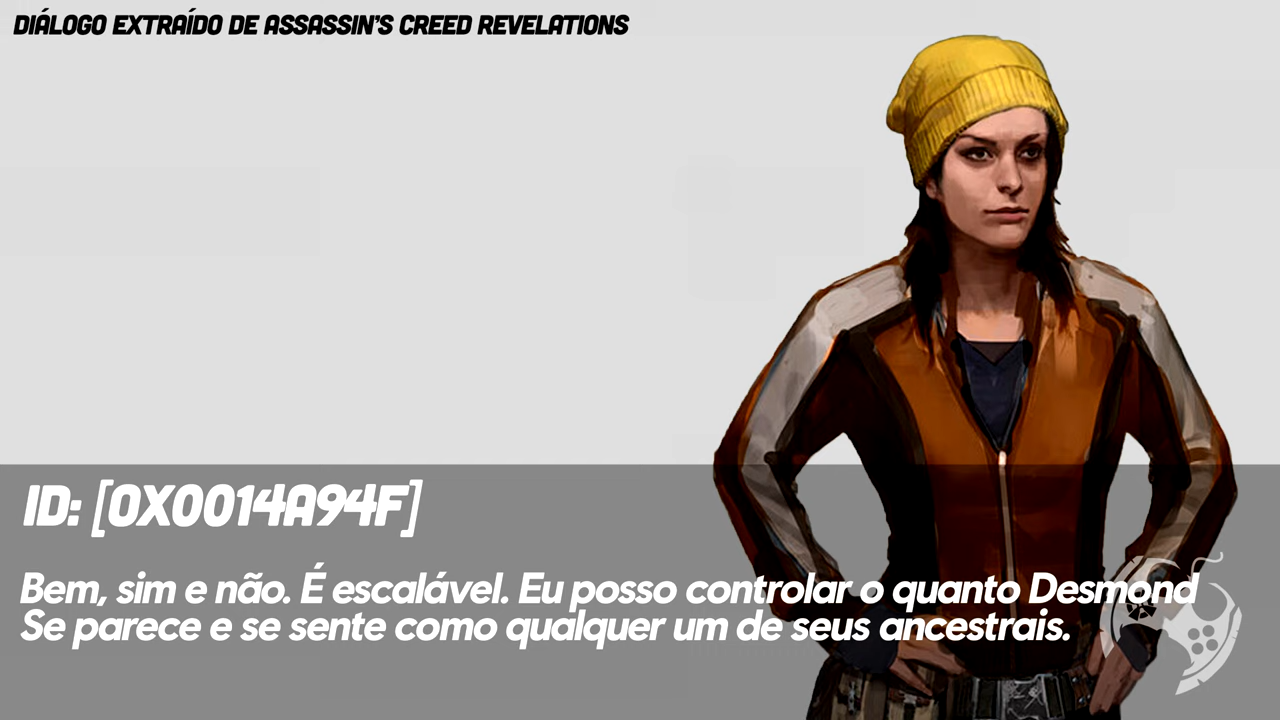 DIÁLOGO EXTRAÍDO DE ASSASSIN'S CREED REVELATIONS
ID: [0X0014A94F]
Bem, sim e não. É escalável. Eu posso controlar o quanto Desmond
Se parece e se sente como qualquer um de seus ancestrais.